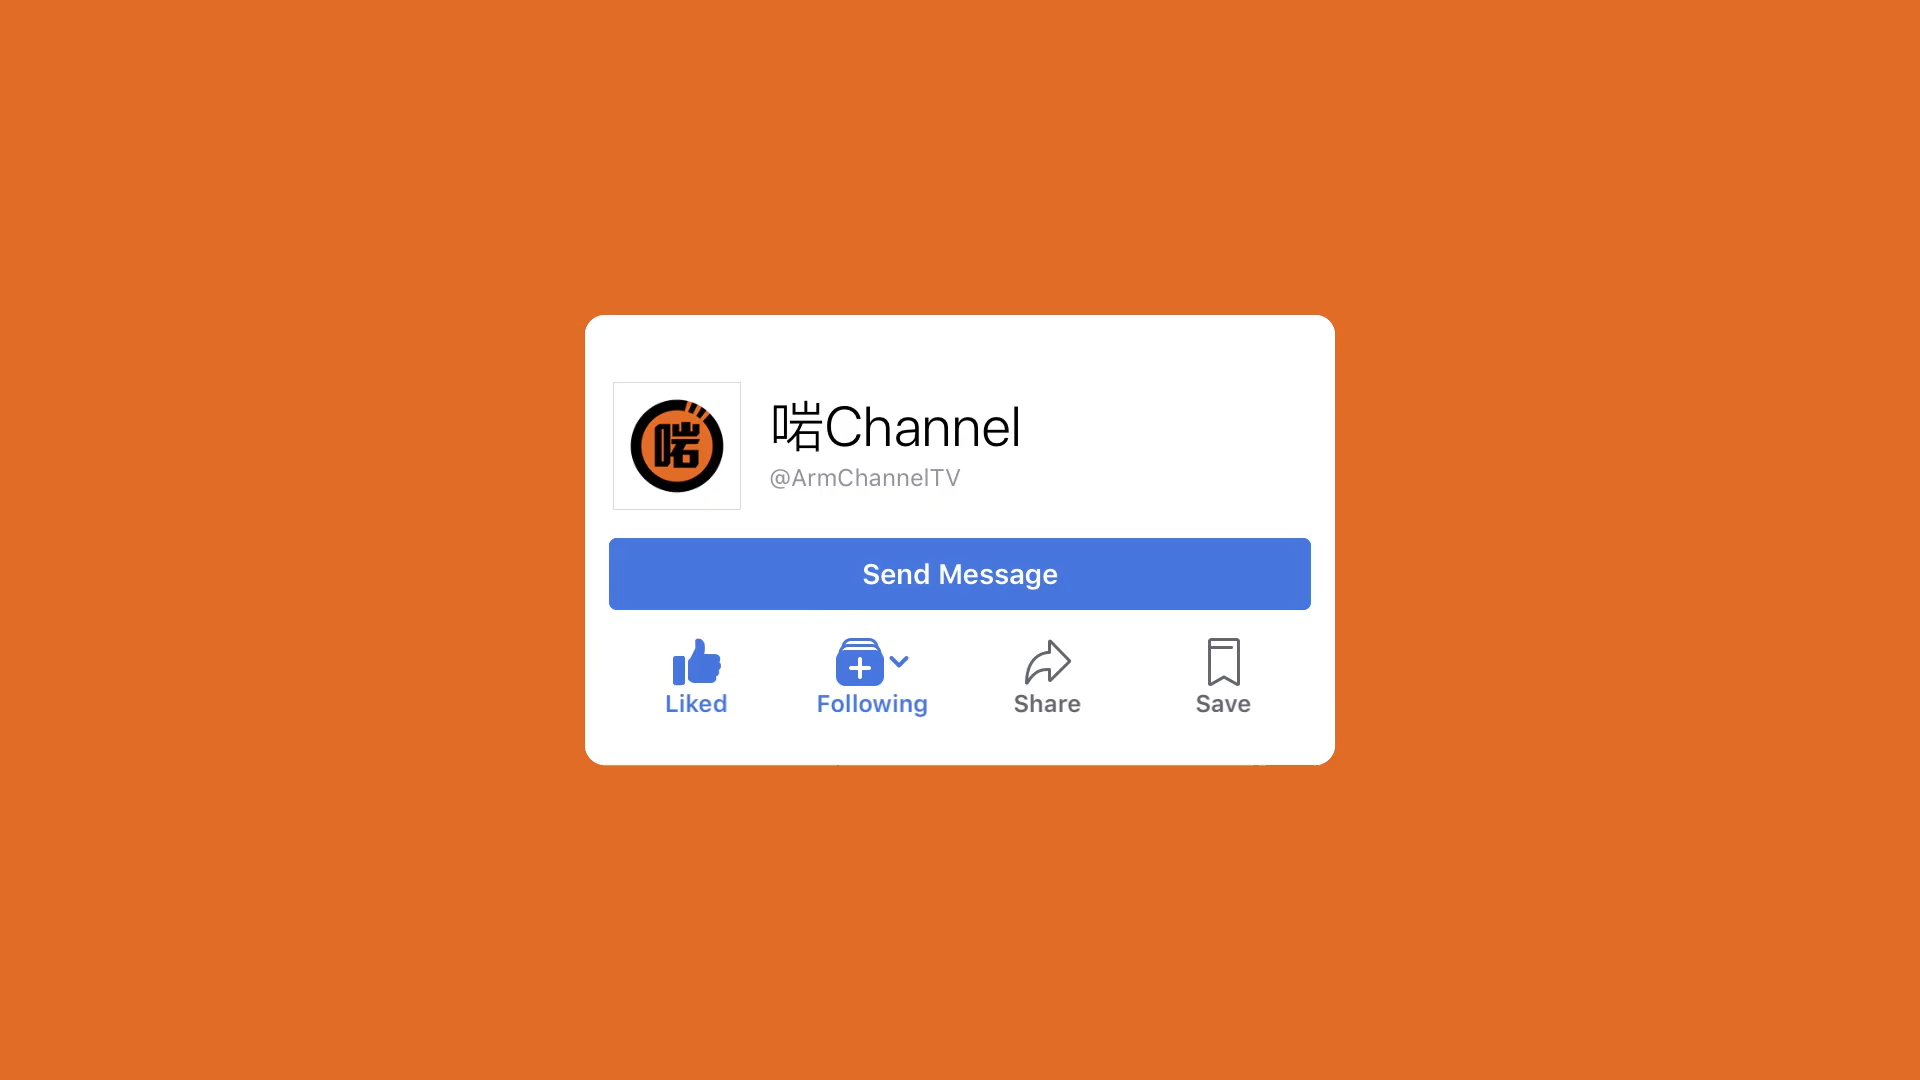 啱
啱Channel
@ArmChannelTV
Send Message
Liked
Following
Share
Save